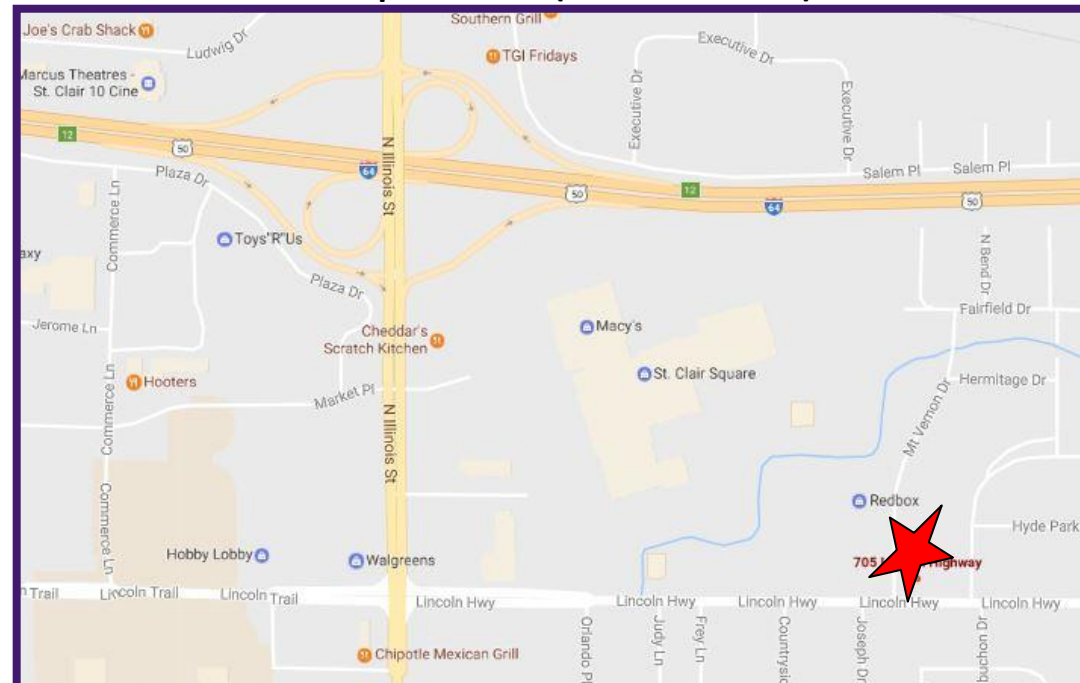 Joe's Crab Shack
Ludwig Dr
Southern Grill
TGI Fridays
Executive Dr
Marcus Theatres -
St. Clair 10 Cine
Executive Dr
Executive Dr
12
50
N Illinois St
64
Plaza Dr
Salem Pl
Salem Pl
50
12
64
50
Commerce Ln
Toys"R"Us
N Bend Dr
Plaza Dr
Fairfield Dr
Jerome Ln
Cheddar's
Scratch Kitchen
Macy's
St. Clair Square
Hooters
Hermitage Dr
Market Pl
Commerce Ln
N Illinois St
Mt Vernon Dr
Redbox
Commerce Ln
Hyde Park
Hobby Lobby
Walgreens
705
Highway
Trail
Lincoln Trail
Lincoln Trail
Lincoln Hwy
Lincoln Hwy
Lincoln Hwy
Lincoln Hwy
Lincoln Hwy
Orlando Pl
Judy Ln
Frey Ln
Joseph Dr
Chipotle Mexican Grill